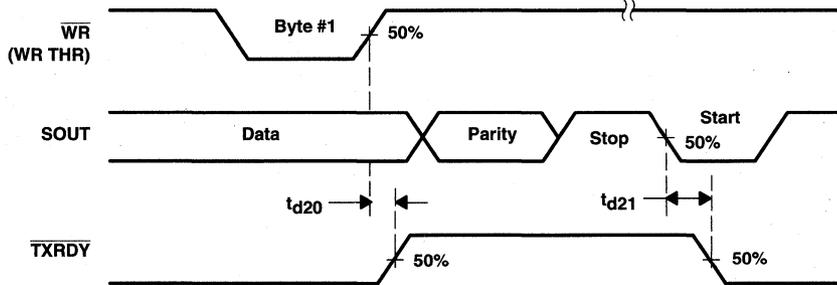 WR
(WR THR)
Byte #1
50%
SOUT
Data
Parity
Stop
Start
50%
td20
td21
TXRDY
50%
50%